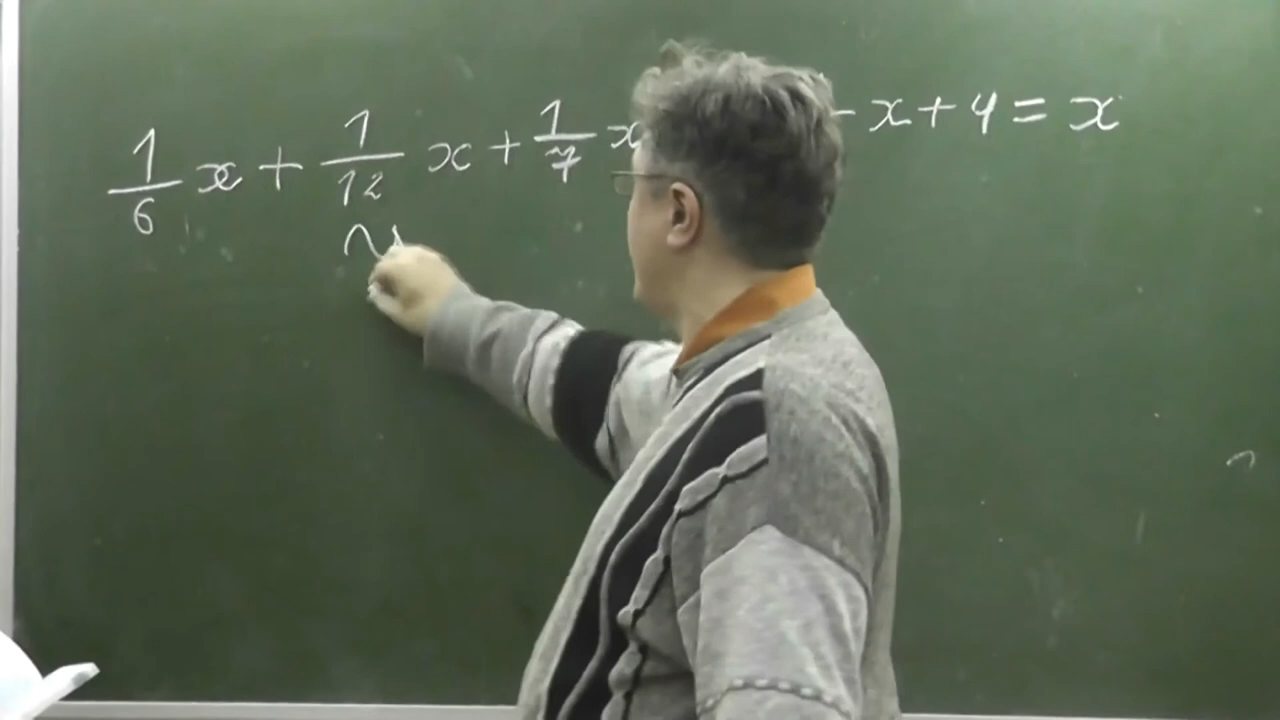 1/6 x + 1/12 x + 1/7 x - x + 4 = x